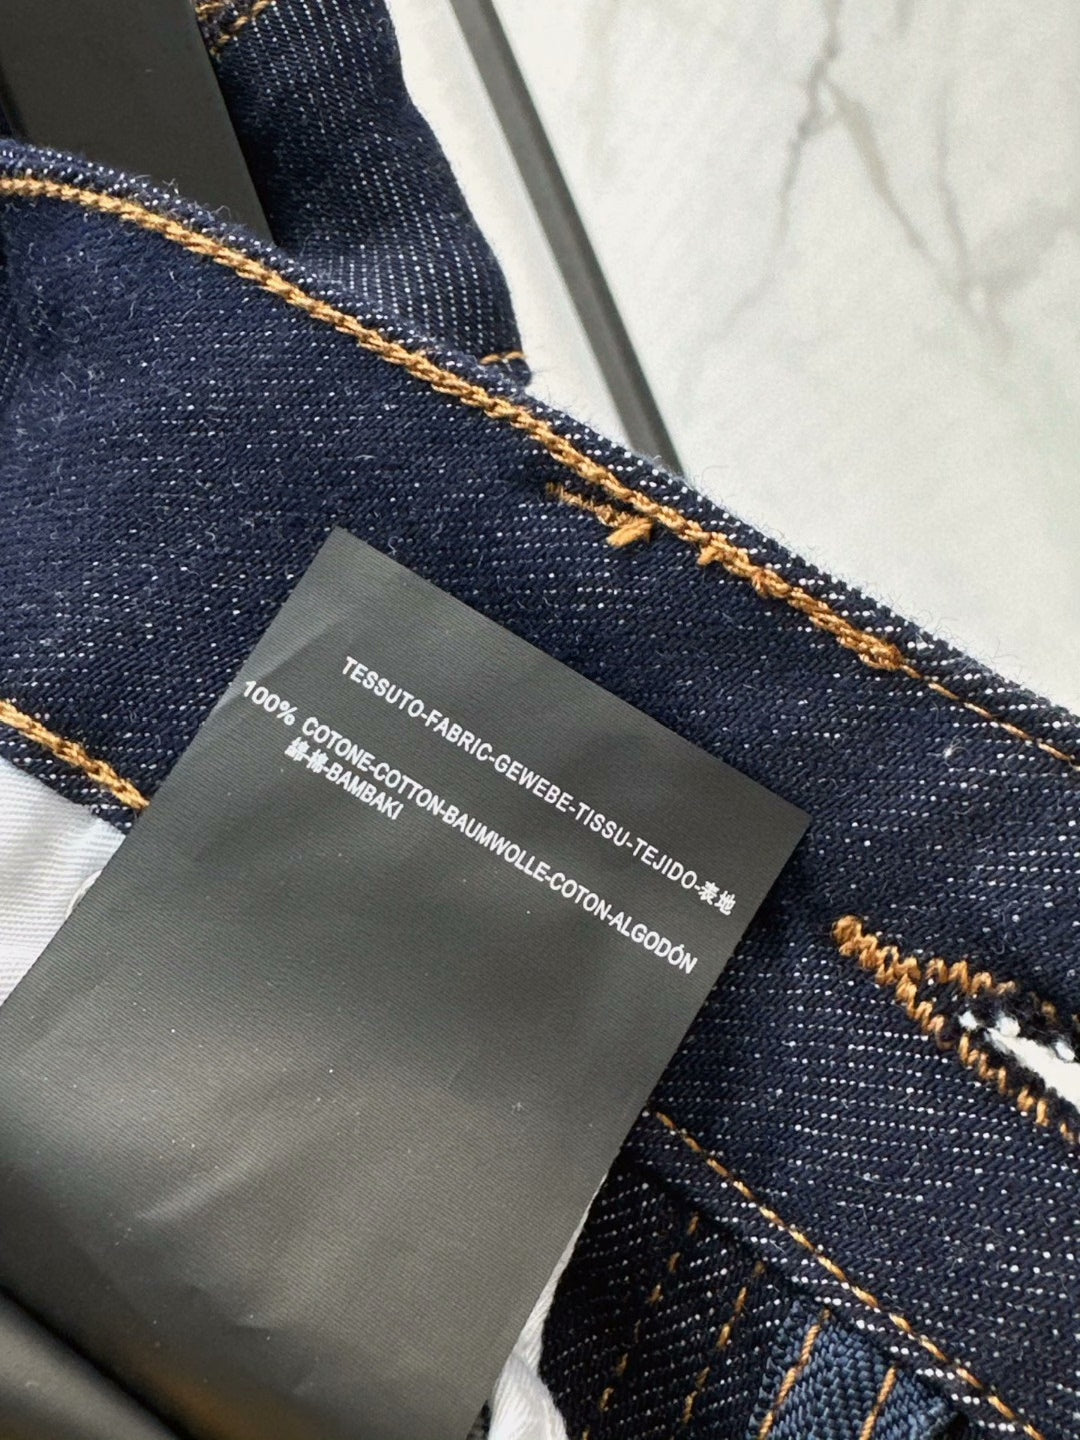 TESSUTO-FABRIC-GEWEBE-TISSU-TEJIDO-表地
100% COTONE-COTTON-BAUMWOLLE-COTON-ALGODÓN
綿-棉-BAMBAKI